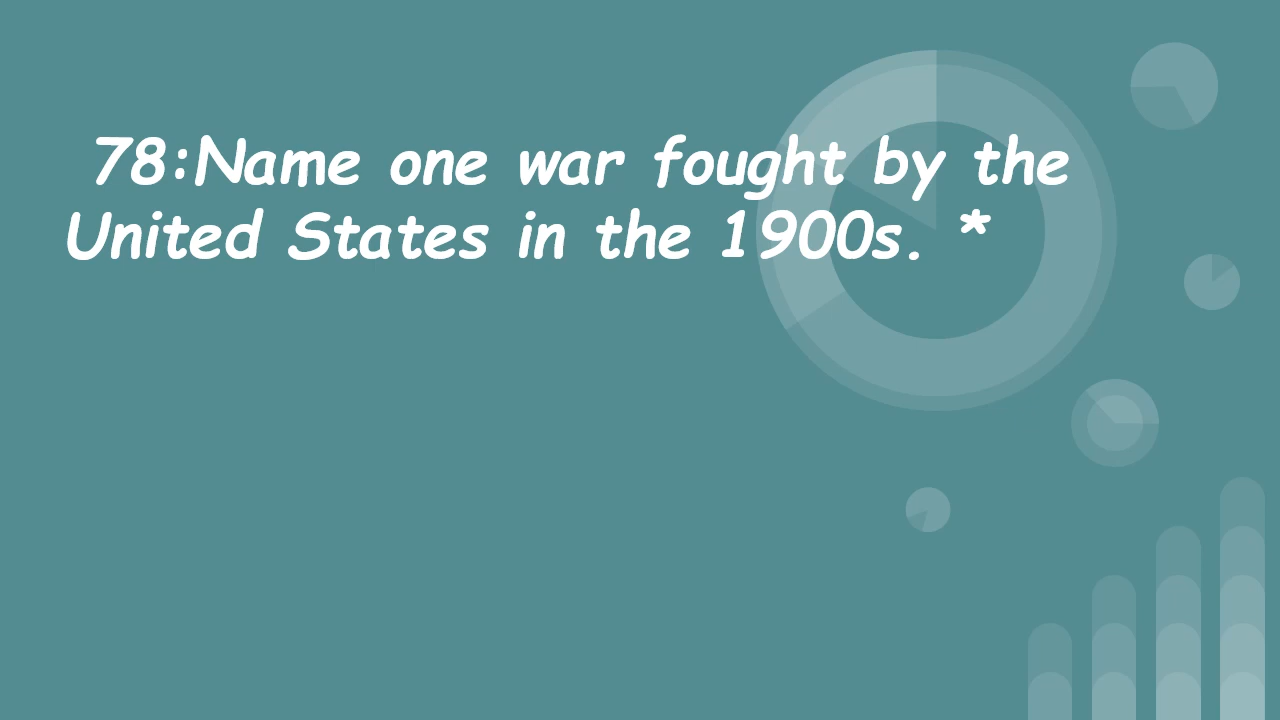 78:Name one war fought by the
United States in the 1900s. *